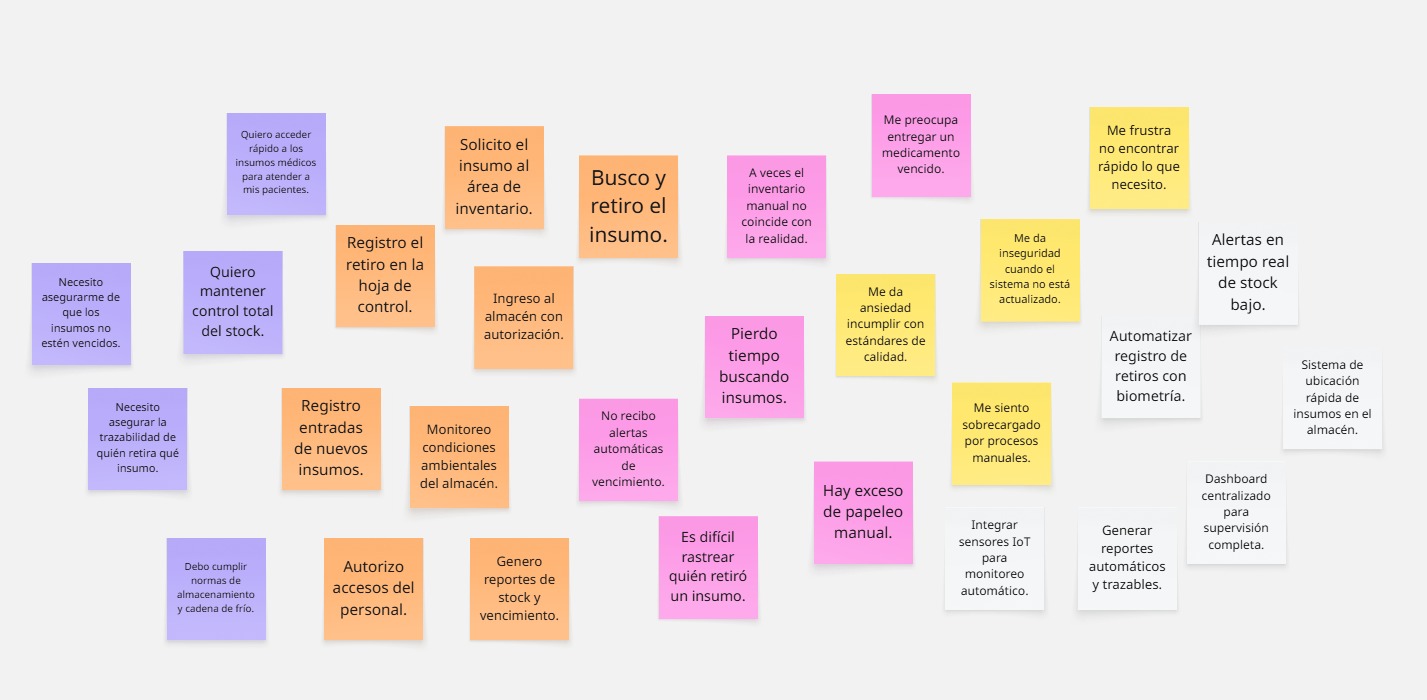 Quiero acceder
rápido a los
insumos médicos
para atender a
mis pacientes.
Necesito
asegurarme de
que los
insumos no
estén vencidos.
Quiero
mantener
control total
del stock.
Necesito
asegurar la
trazabilidad de
quién retira qué
insumo.
Debo cumplir
normas de
almacenamiento
y cadena de frío.
Solicito el
insumo al
área de
inventario.
Busco y
retiro el
insumo.
Registro el
retiro en la
hoja de
control.
Ingreso al
almacén con
autorización.
Registro
entradas
de nuevos
insumos.
Monitoreo
condiciones
ambientales
del almacén.
Autorizo
accesos del
personal.
Genero
reportes de
stock y
vencimiento.
Me preocupa
entregar un
medicamento
vencido.
A veces el
inventario
manual no
coincide con
la realidad.
Pierdo
tiempo
buscando
insumos.
No recibo
alertas
automáticas
de
vencimiento.
Hay exceso
de papeleo
manual.
Es difícil
rastrear
quién retiró
un insumo.
Me frustra
no encontrar
rápido lo que
necesito.
Me da
inseguridad
cuando el
sistema no está
actualizado.
Me da
ansiedad
incumplir con
estándares de
calidad.
Me siento
sobrecargado
por procesos
manuales.
Alertas en
tiempo real
de stock
bajo.
Automatizar
registro de
retiros con
biometría.
Sistema de
ubicación
rápida de
insumos en el
almacén.
Dashboard
centralizado
para
supervisión
completa.
Integrar
sensores IoT
para
monitoreo
automático.
Generar
reportes
automáticos
y trazables.